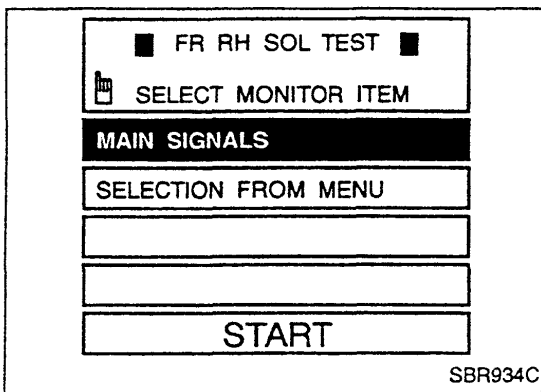 FR RH SOL TEST
SELECT MONITOR ITEM
MAIN SIGNALS
SELECTION FROM MENU
START
SBR934C